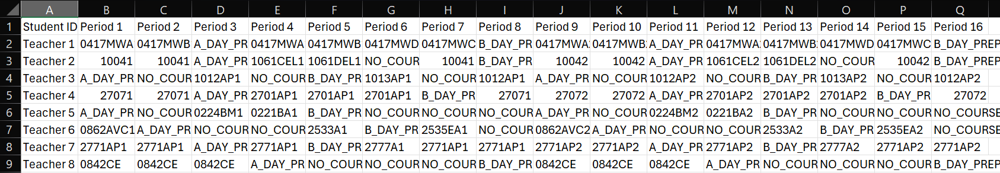 A B C D E F G H I J K L M N O P Q
1 Student ID Period 1 Period 2 Period 3 Period 4 Period 5 Period 6 Period 7 Period 8 Period 9 Period 10 Period 11 Period 12 Period 13 Period 14 Period 15 Period 16
2 Teacher 1 0417MWA 0417MWB A_DAY_PR 0417MWA 0417MWB 0417MWD 0417MWC B_DAY_PR 0417MWA 0417MWB A_DAY_PR 0417MWA 0417MWB 0417MWD 0417MWC B_DAY_PREP
3 Teacher 2 10041 10041 A_DAY_PR 1061CEL1 1061DEL1 NO_COUR 10041 B_DAY_PR 10042 10042 A_DAY_PR 1061CEL2 1061DEL2 NO_COUR 10042 B_DAY_PREP
4 Teacher 3 A_DAY_PR NO_COUR 1012AP1 NO_COUR B_DAY_PR 1013AP1 NO_COUR 1012AP1 A_DAY_PR NO_COUR 1012AP2 NO_COUR B_DAY_PR 1013AP2 NO_COUR 1012AP2
5 Teacher 4 27071 27071 A_DAY_PR 2701AP1 2701AP1 2701AP1 B_DAY_PR 27071 27072 27072 A_DAY_PR 2701AP2 2701AP2 2701AP2 B_DAY_PR 27072
6 Teacher 5 A_DAY_PR NO_COUR 0224BM1 0221BA1 B_DAY_PR NO_COUR NO_COUR NO_COUR A_DAY_PR NO_COUR 0224BM2 0221BA2 B_DAY_PR NO_COUR NO_COUR NO_COURSE
7 Teacher 6 0862AVC1 A_DAY_PR NO_COUR NO_COUR 2533A1 B_DAY_PR 2535EA1 NO_COUR 0862AVC2 A_DAY_PR NO_COUR NO_COUR 2533A2 B_DAY_PR 2535EA2 NO_COURSE
8 Teacher 7 2771AP1 2771AP1 A_DAY_PR 2771AP1 B_DAY_PR 2777A1 2771AP1 2771AP1 2771AP2 2771AP2 A_DAY_PR 2771AP2 B_DAY_PR 2777A2 2771AP2 2771AP2
9 Teacher 8 0842CE 0842CE 0842CE A_DAY_PR NO_COUR NO_COUR NO_COUR B_DAY_PR 0842CE 0842CE 0842CE A_DAY_PR NO_COUR NO_COUR NO_COUR B_DAY_PREP